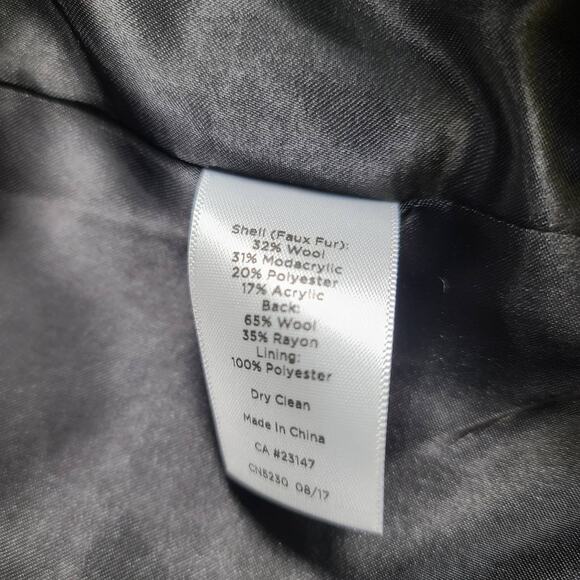 Shell (Faux Fur):
32% Wool
31% Modacrylic
20% Polyester
17% Acrylic
Back:
65% Wool
35% Rayon
Lining:
100% Polyester
Dry Clean
Made In China
CA #23147
CN5230 08/17